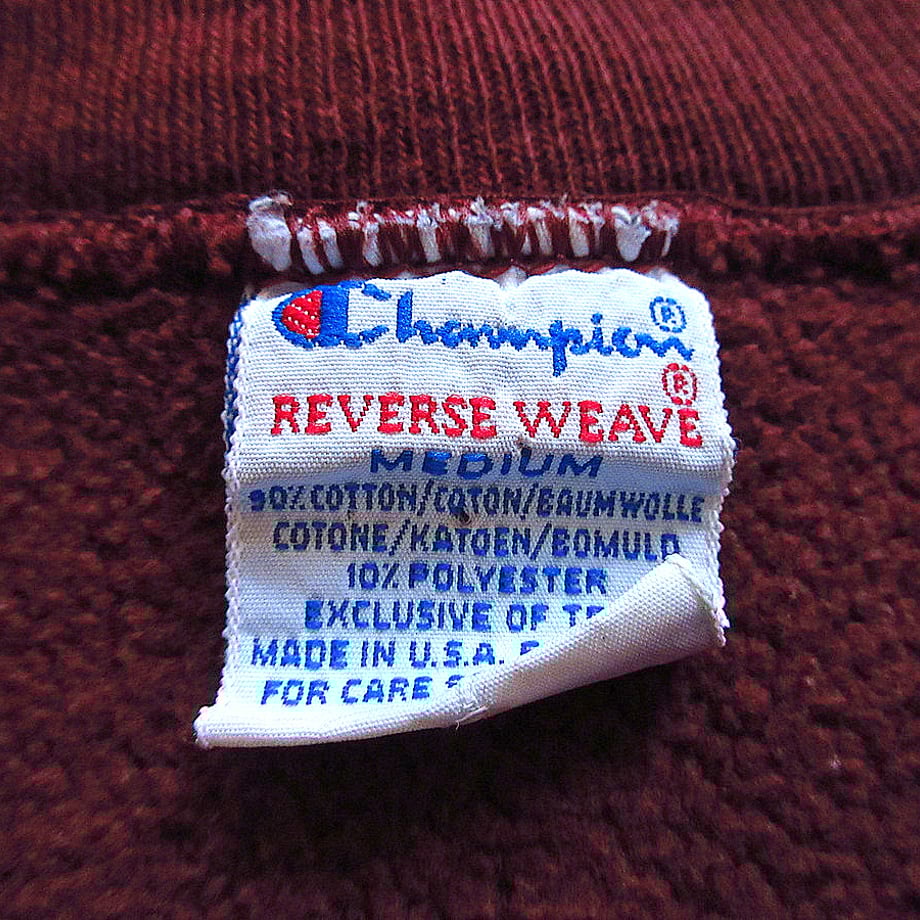 Champion®
REVERSE WEAVE®
MEDIUM
90% COTTON/COTON/BAUMWOLLE
COTONE/KATOEN/BOMULD
10% POLYESTER
EXCLUSIVE OF
MADE IN U.S.A.
FOR CARE